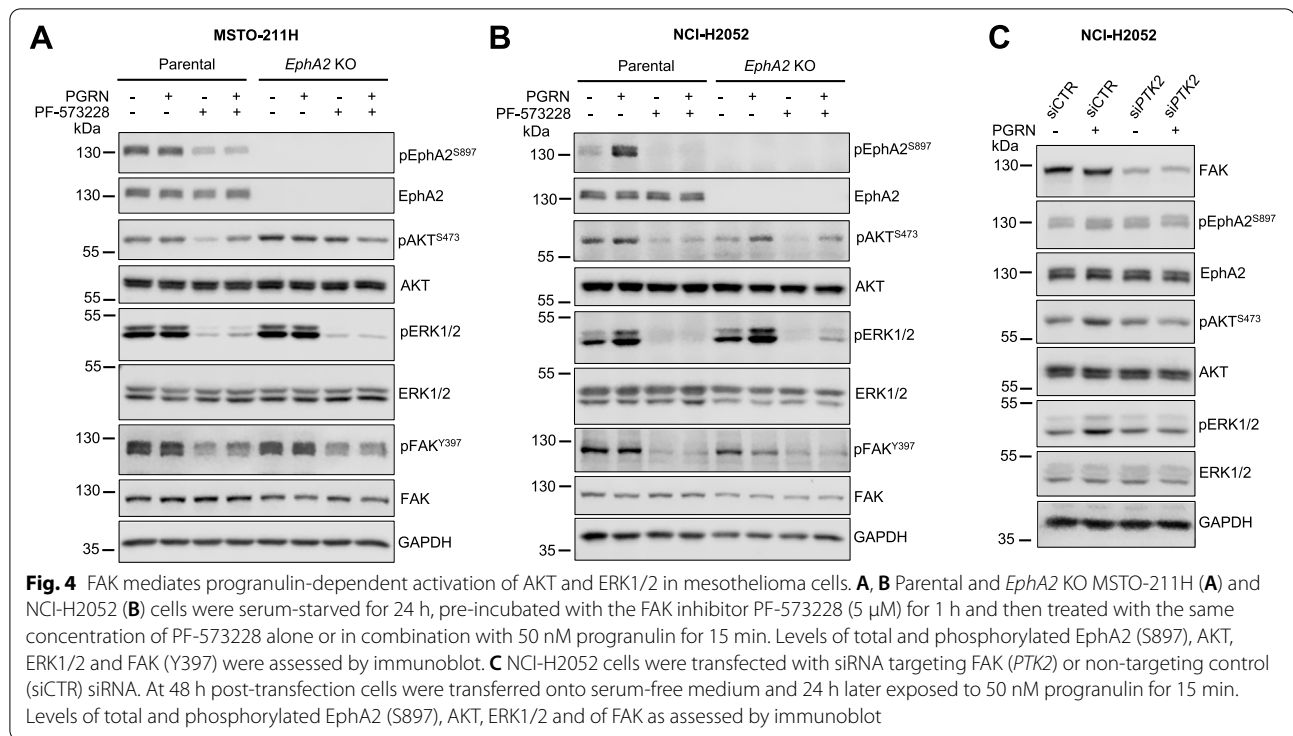 A
MSTO-211H
Parental
EphA2 KO
PGRN - + - + - + - +
PF-573228 - - + + - - + +
kDa
130
pEphA2S897
130
EphA2
pAKTS473
55
AKT
55
pERK1/2
55
ERK1/2
130
pFAKY397
130
FAK
35
GAPDH
B
NCI-H2052
Parental
EphA2 KO
PGRN - + - + - + - +
PF-573228 - - + + - - + +
kDa
130
pEphA2S897
130
EphA2
pAKTS473
55
AKT
55
pERK1/2
55
ERK1/2
130
pFAKY397
130
FAK
35
GAPDH
C
NCI-H2052
siCTR siCTR siPTK2 siPTK2
PGRN - + - +
kDa
130
FAK
130
pEphA2S897
130
EphA2
pAKTS473
55
AKT
55
pERK1/2
55
ERK1/2
35
GAPDH
Fig. 4 FAK mediates progranulin-dependent activation of AKT and ERK1/2 in mesothelioma cells. A, B Parental and EphA2 KO MSTO-211H (A) and
NCI-H2052 (B) cells were serum-starved for 24 h, pre-incubated with the FAK inhibitor PF-573228 (5 μM) for 1 h and then treated with the same
concentration of PF-573228 alone or in combination with 50 nM progranulin for 15 min. Levels of total and phosphorylated EphA2 (S897), AKT,
ERK1/2 and FAK (Y397) were assessed by immunoblot. C NCI-H2052 cells were transfected with siRNA targeting FAK (PTK2) or non-targeting control
(siCTR) siRNA. At 48 h post-transfection cells were transferred onto serum-free medium and 24 h later exposed to 50 nM progranulin for 15 min.
Levels of total and phosphorylated EphA2 (S897), AKT, ERK1/2 and of FAK as assessed by immunoblot